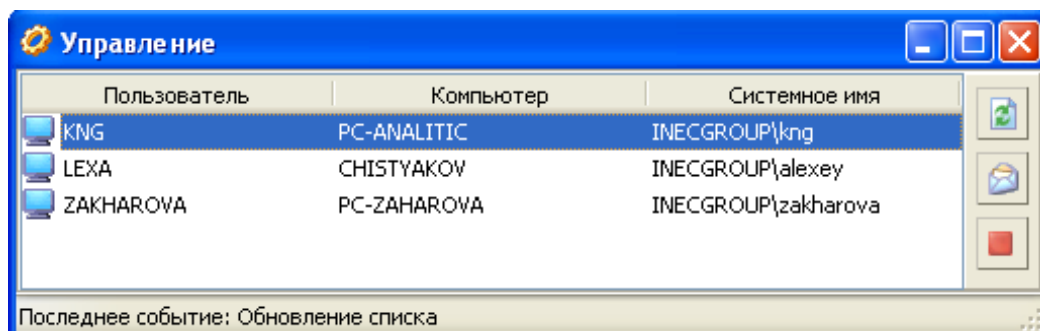 Управление
Пользователь Компьютер Системное имя
KNG PC-ANALITIC INECGROUP\kng
LEXA CHISTYAKOV INECGROUP\alexey
ZAKHAROVA PC-ZAHAROVA INECGROUP\zakharova
Последнее событие: Обновление списка